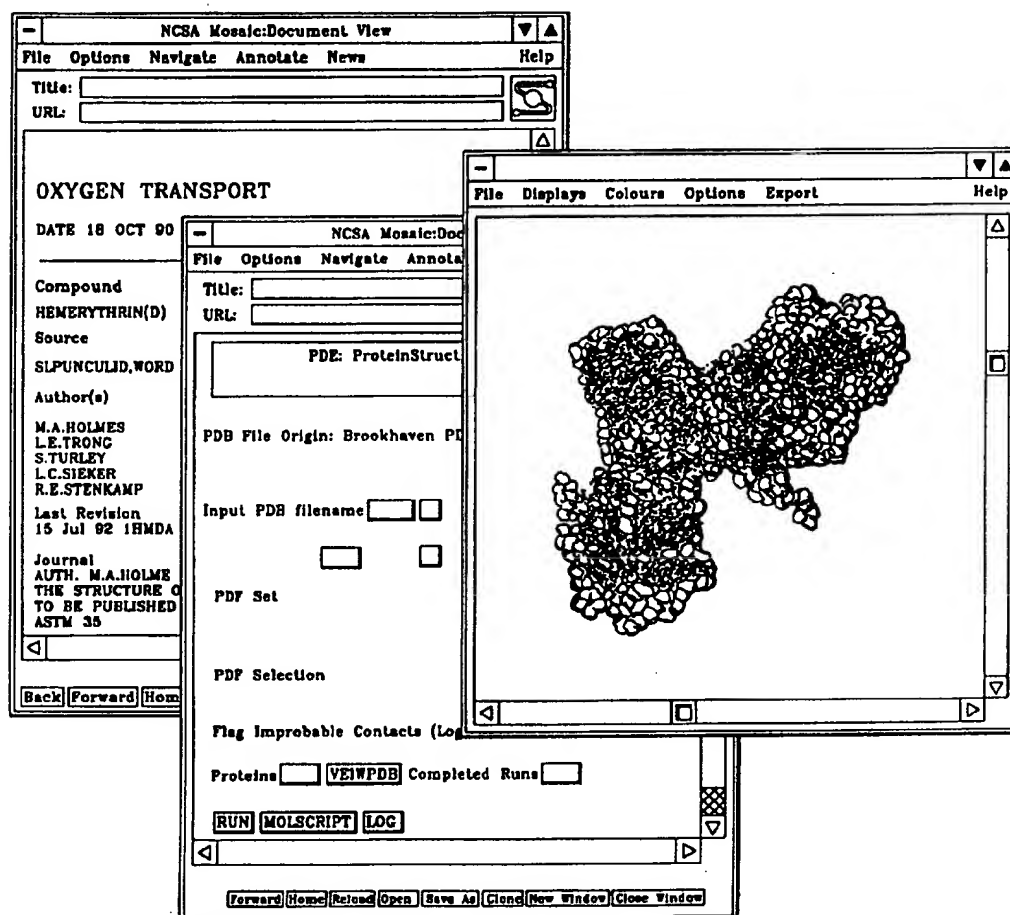 NCSA Mosaic:Document View
File Options Navigate Annotate News Help
Title:
URL:
OXYGEN TRANSPORT
DATE 18 OCT 90
Compound
HEMERYTHRIN(D)
Source
SLPUNCULID,WORD
Author(s)
M.A.HOLMES
L.E.TRONG
S.TURLEY
L.C.SIEKER
R.E.STENKAMP
Last Revision
15 Jul 92 1HMDA
Journal
AUTH. M.A.HOLME
THE STRUCTURE O
TO BE PUBLISHED
ASTM 35
Back Forward Hom
NCSA Mosaic:Doc
File Options Navigate Annota
Title:
URL:
PDE: ProteinStruct
PDB File Origin: Brookhaven PD
Input PDB filename
PDF Set
PDF Selection
Flag Improbable Contacts (Log
Proteins VEIWPDB Completed Runs
RUN MOLSCRIPT LOG
Forward Home Reload Open Save As Clone New Window Close Window
File Displays Colours Options Export Help